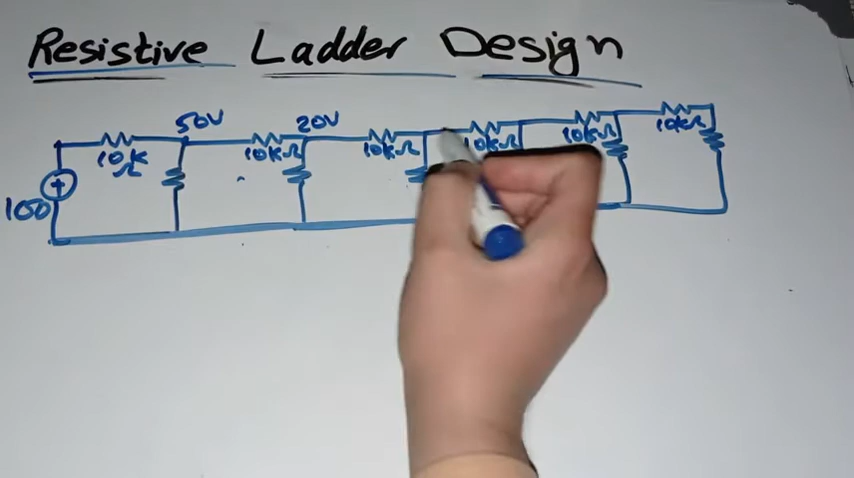 Resistive Ladder Design
50V 20V
10k 10kΩ 10kΩ 10kΩ 10kΩ 10kΩ
Ω
100